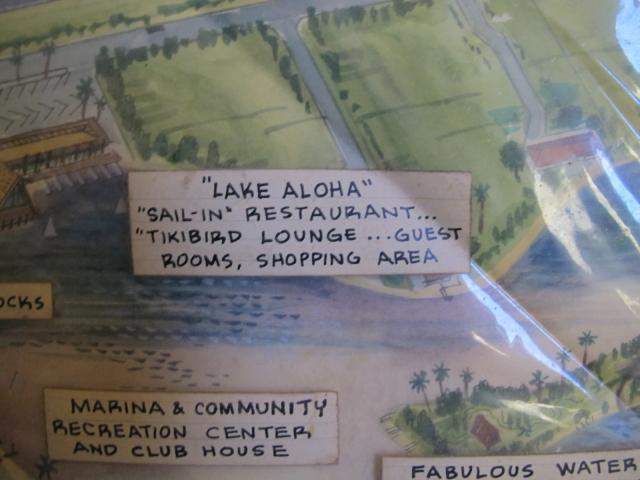 "LAKE ALOHA"
"SAIL-IN" RESTAURANT...
"TIKIBIRD LOUNGE ... GUEST
ROOMS, SHOPPING AREA
OCKS
MARINA & COMMUNITY
RECREATION CENTER
AND CLUB HOUSE
FABULOUS WATER